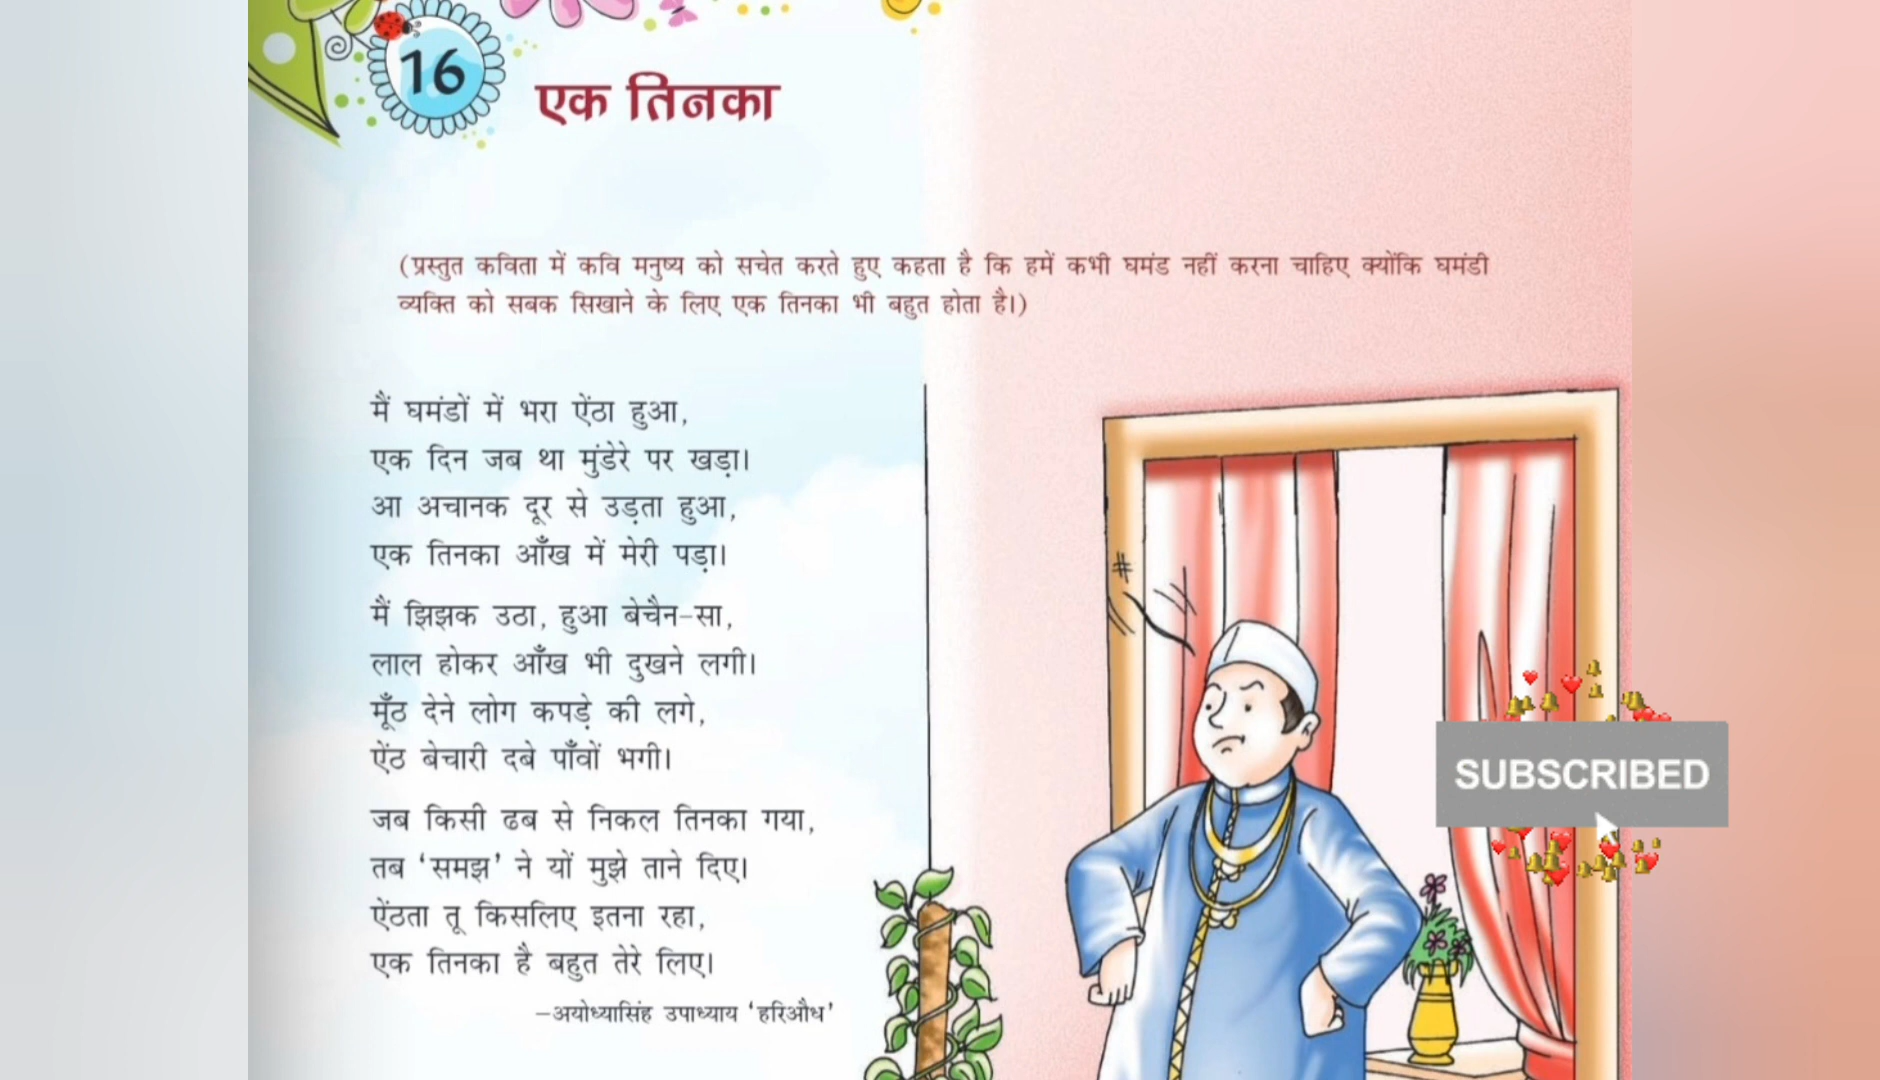 16
एक तिनका
(प्रस्तुत कविता में कवि मनुष्य को सचेत करते हुए कहता है कि हमें कभी घमंड नहीं करना चाहिए क्योंकि घमंडी
व्यक्ति को सबक सिखाने के लिए एक तिनका भी बहुत होता है।)
मैं घमंडों में भरा ऐंठा हुआ,
एक दिन जब था मुंडेरे पर खड़ा।
आ अचानक दूर से उड़ता हुआ,
एक तिनका आँख में मेरी पड़ा।
मैं झिझक उठा, हुआ बेचैन-सा,
लाल होकर आँख भी दुखने लगी।
मूँठ देने लोग कपड़े की लगे,
ऐंठ बेचारी दबे पाँवों भगी।
जब किसी ढब से निकल तिनका गया,
तब ‘समझ’ ने यों मुझे ताने दिए।
ऐंठता तू किसलिए इतना रहा,
एक तिनका है बहुत तेरे लिए।
–अयोध्यासिंह उपाध्याय ‘हरिऔध’
SUBSCRIBED